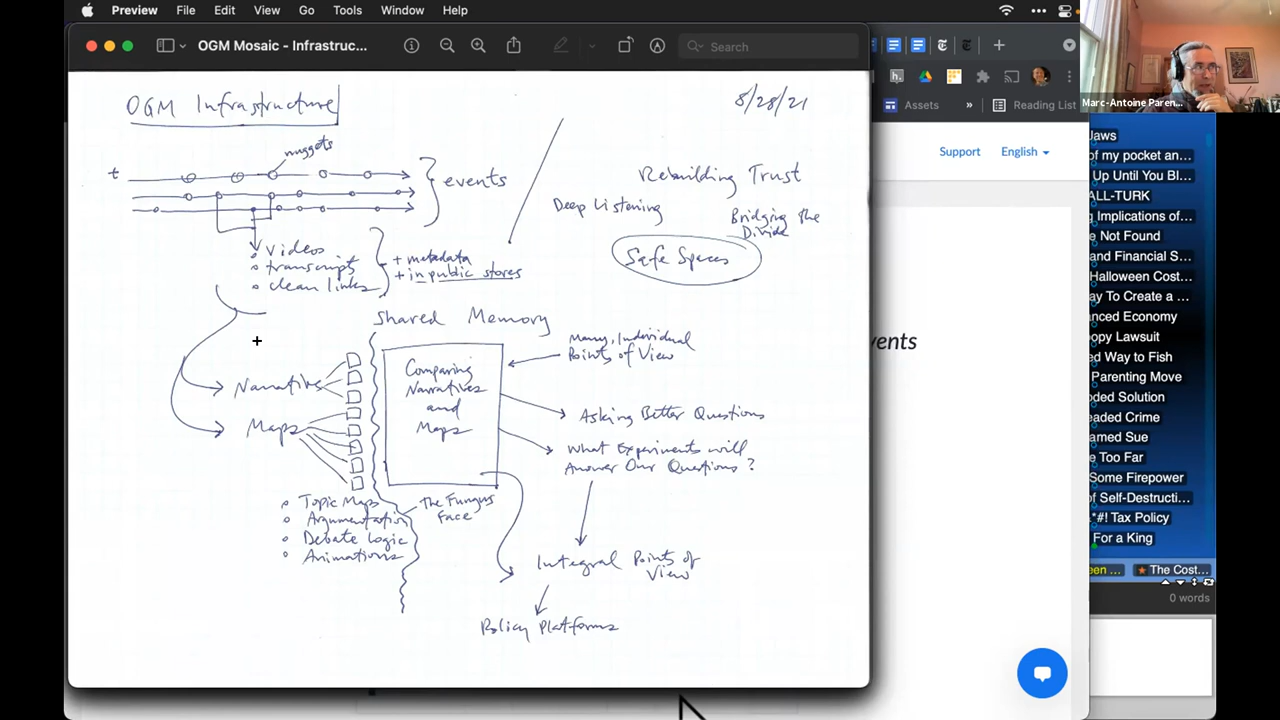 Preview File Edit View Nugo Tools Window Help
OGM Mosaic - Infrastruc...
Search
Assets
»
Reading List
Support English
vents
Marc-Antoine Paren...
OGM Infrastructure
8/28/21
nuggets
t
events
videos
transcript
clean links
+ metadata
+ in public stores
Rebuilding Trust
Deep Listening
Bridging the
Divide
Safe Spaces
Shared Memory
Many, Individual
Points of View
Comparing
Narratives
and
Maps
Narrative
Maps
Asking Better Questions
What Experiments will
Answer Our Questions?
Topic Maps
Argumentation
Debate Logic
Animations
The Fungus
Face
Integral Points of
View
Policy Platforms
Jaws
of my pocket an...
Up Until You Bl...
ALL-TURK
g Implications of...
e Not Found
and Financial S...
Halloween Cost...
ay To Create a ...
anced Economy
opy Lawsuit
ed Way to Fish
Parenting Move
oded Solution
eaded Crime
amed Sue
e Too Far
Some Firepower
of Self-Destructi...
*#! Tax Policy
For a King
een ...
The Cost...
0 words